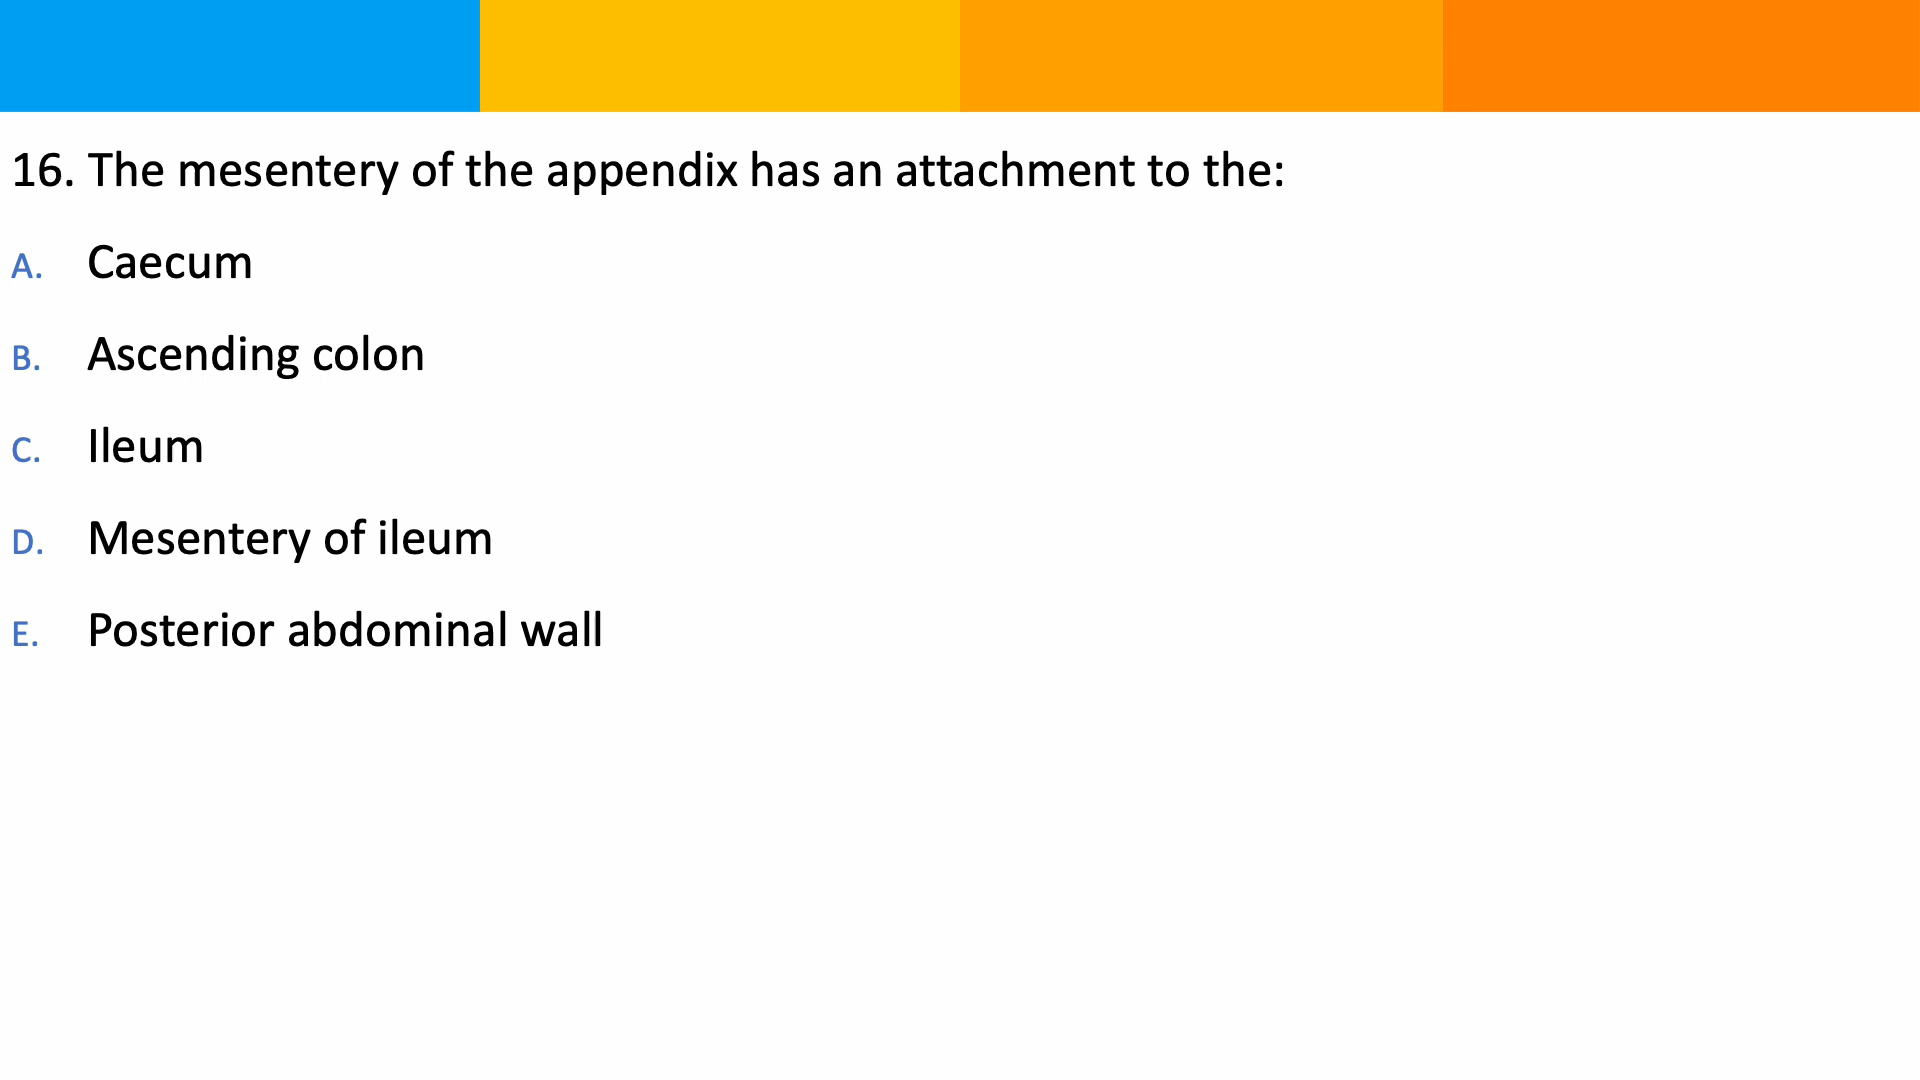 16. The mesentery of the appendix has an attachment to the:
A. Caecum
B. Ascending colon
C. Ileum
D. Mesentery of ileum
E. Posterior abdominal wall